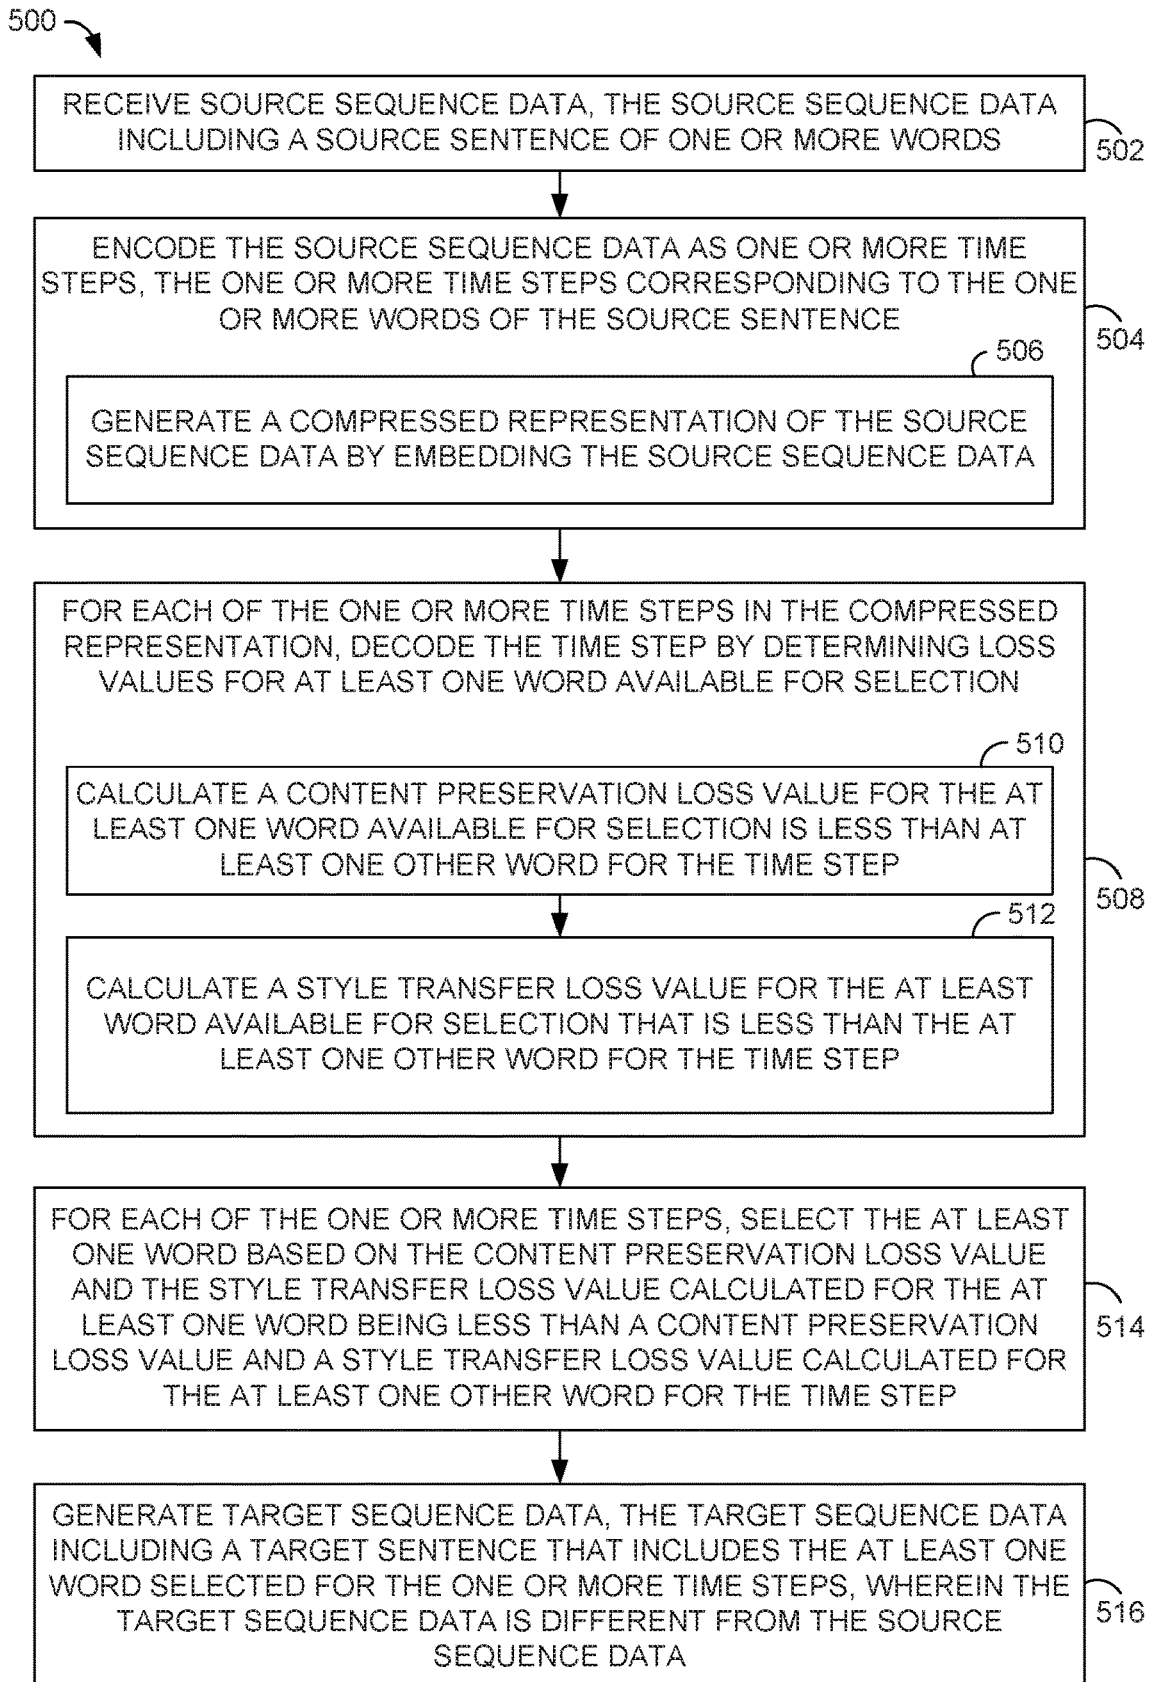 500
RECEIVE SOURCE SEQUENCE DATA, THE SOURCE SEQUENCE DATA
INCLUDING A SOURCE SENTENCE OF ONE OR MORE WORDS
502
ENCODE THE SOURCE SEQUENCE DATA AS ONE OR MORE TIME
STEPS, THE ONE OR MORE TIME STEPS CORRESPONDING TO THE ONE
OR MORE WORDS OF THE SOURCE SENTENCE
504
506
GENERATE A COMPRESSED REPRESENTATION OF THE SOURCE
SEQUENCE DATA BY EMBEDDING THE SOURCE SEQUENCE DATA
FOR EACH OF THE ONE OR MORE TIME STEPS IN THE COMPRESSED
REPRESENTATION, DECODE THE TIME STEP BY DETERMINING LOSS
VALUES FOR AT LEAST ONE WORD AVAILABLE FOR SELECTION
510
CALCULATE A CONTENT PRESERVATION LOSS VALUE FOR THE AT
LEAST ONE WORD AVAILABLE FOR SELECTION IS LESS THAN AT
LEAST ONE OTHER WORD FOR THE TIME STEP
508
512
CALCULATE A STYLE TRANSFER LOSS VALUE FOR THE AT LEAST
WORD AVAILABLE FOR SELECTION THAT IS LESS THAN THE AT
LEAST ONE OTHER WORD FOR THE TIME STEP
FOR EACH OF THE ONE OR MORE TIME STEPS, SELECT THE AT LEAST
ONE WORD BASED ON THE CONTENT PRESERVATION LOSS VALUE
AND THE STYLE TRANSFER LOSS VALUE CALCULATED FOR THE AT
LEAST ONE WORD BEING LESS THAN A CONTENT PRESERVATION
LOSS VALUE AND A STYLE TRANSFER LOSS VALUE CALCULATED FOR
THE AT LEAST ONE OTHER WORD FOR THE TIME STEP
514
GENERATE TARGET SEQUENCE DATA, THE TARGET SEQUENCE DATA
INCLUDING A TARGET SENTENCE THAT INCLUDES THE AT LEAST ONE
WORD SELECTED FOR THE ONE OR MORE TIME STEPS, WHEREIN THE
TARGET SEQUENCE DATA IS DIFFERENT FROM THE SOURCE
SEQUENCE DATA
516